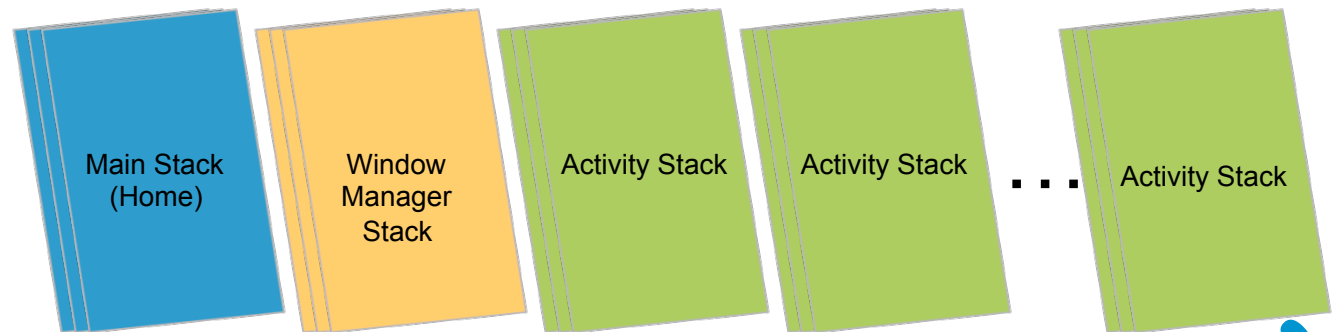 Main Stack
(Home)
Window
Manager
Stack
Activity Stack
Activity Stack
. . .
Activity Stack